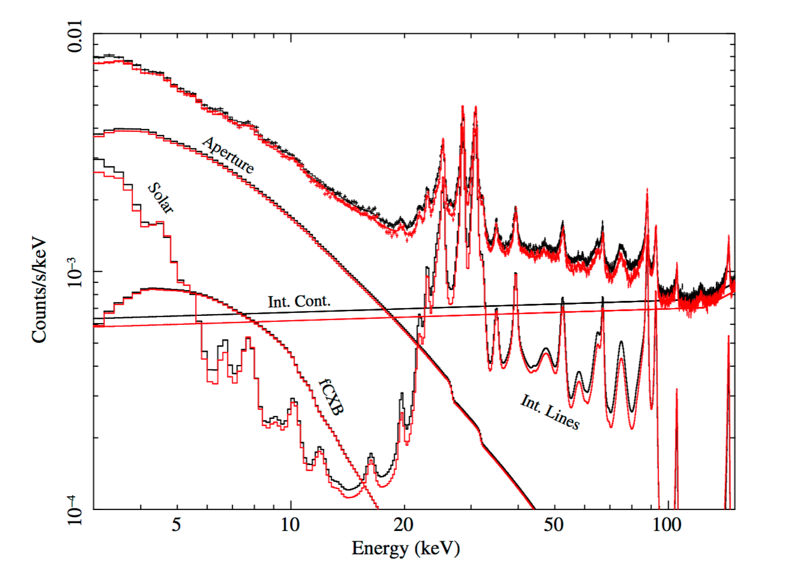 0.01
10⁻³
10⁻⁴
Counts/s/keV
Aperture
Solar
Int. Cont.
fCXB
Int. Lines
5
10
20
50
100
Energy (keV)